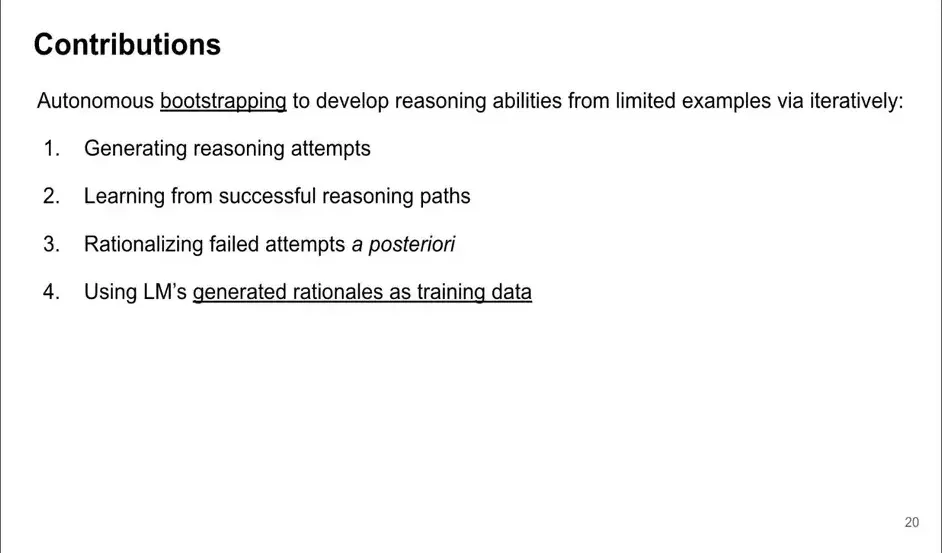 Contributions
Autonomous bootstrapping to develop reasoning abilities from limited examples via iteratively:
1. Generating reasoning attempts
2. Learning from successful reasoning paths
3. Rationalizing failed attempts a posteriori
4. Using LM’s generated rationales as training data
20